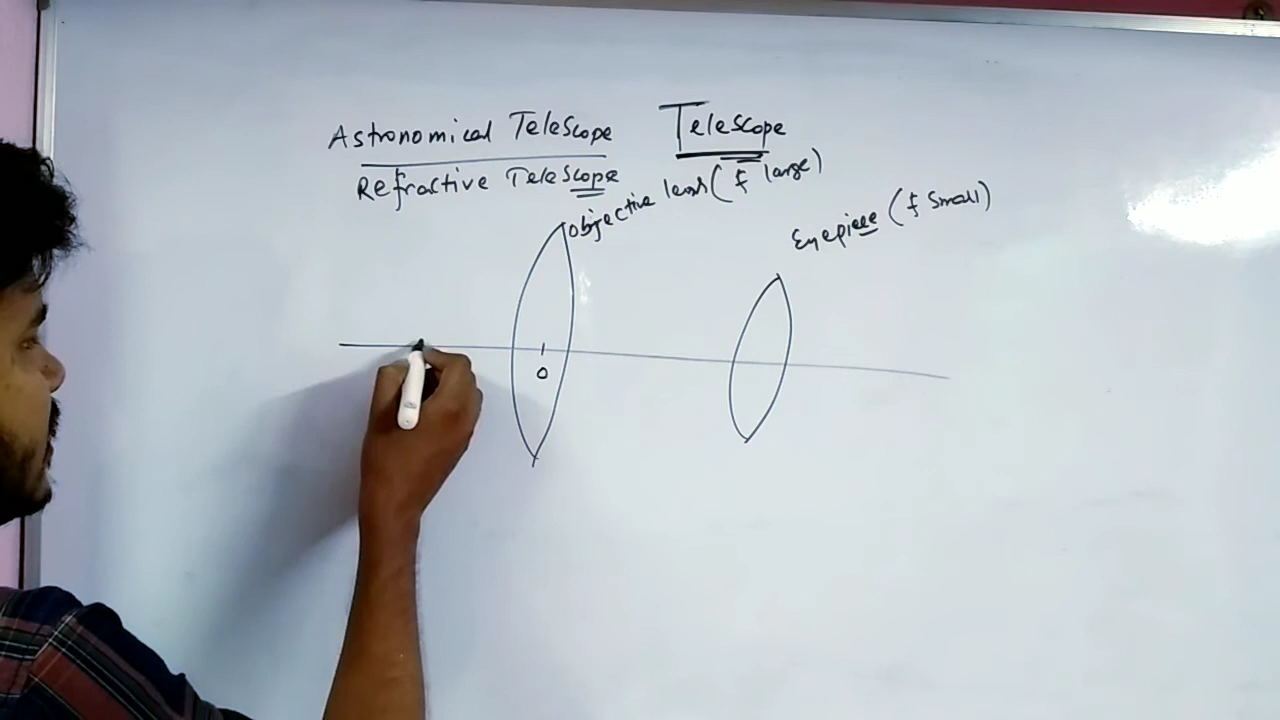 Astronomical Telescope
Telescope
Refractive Telescope
Objective lens (f large)
Eyepiece (f small)
O